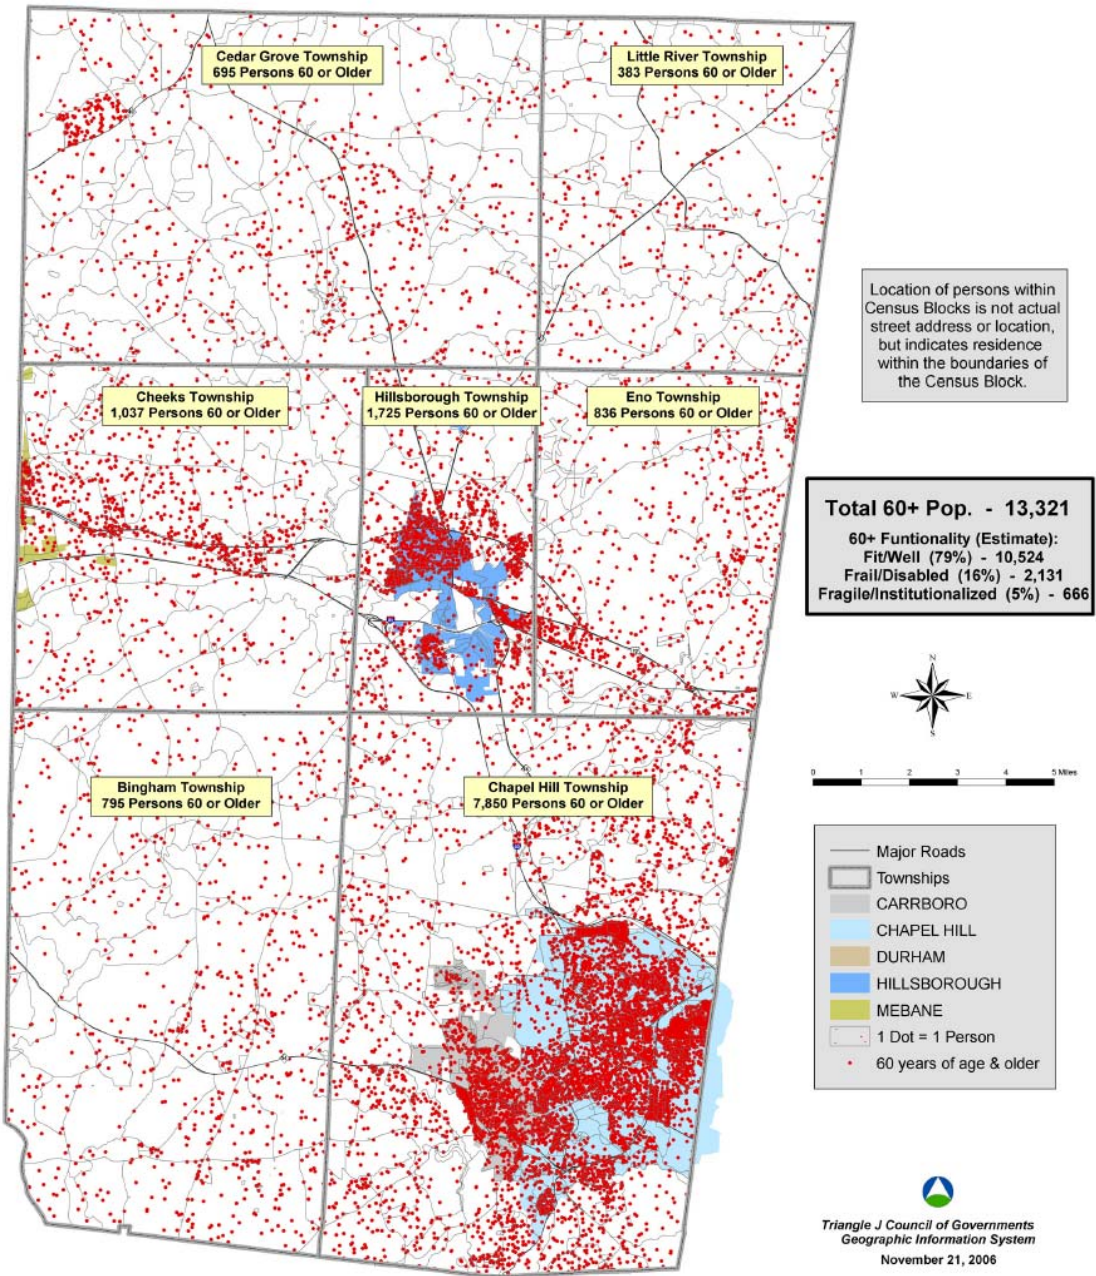 Cedar Grove Township
695 Persons 60 or Older
Little River Township
383 Persons 60 or Older
Location of persons within
Census Blocks is not actual
street address or location,
but indicates residence
within the boundaries of
the Census Block.
Cheeks Township
1,037 Persons 60 or Older
Hillsborough Township
1,725 Persons 60 or Older
Eno Township
836 Persons 60 or Older
Total 60+ Pop. - 13,321
60+ Funtionality (Estimate):
Fit/Well (79%) - 10,524
Frail/Disabled (16%) - 2,131
Fragile/Institutionalized (5%) - 666
N
W E
S
0 1 2 3 4 5 Miles
Bingham Township
795 Persons 60 or Older
Chapel Hill Township
7,850 Persons 60 or Older
Major Roads
Townships
CARRBORO
CHAPEL HILL
DURHAM
HILLSBOROUGH
MEBANE
1 Dot = 1 Person
60 years of age & older
Triangle J Council of Governments
Geographic Information System
November 21, 2006